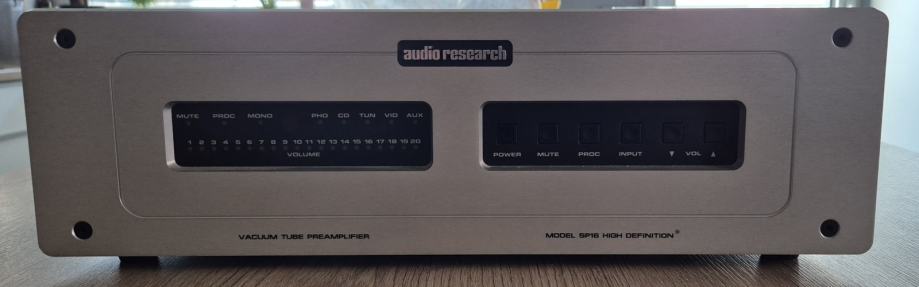 audio research
MUTE PROC MONO PHO CD TUN VID AUX
1 2 3 4 5 6 7 8 9 10 11 12 13 14 15 16 17 18 19 20
VOLUME
POWER MUTE PROC INPUT ▼ VOL ▲
VACUUM TUBE PREAMPLIFIER
MODEL SP16 HIGH DEFINITION®